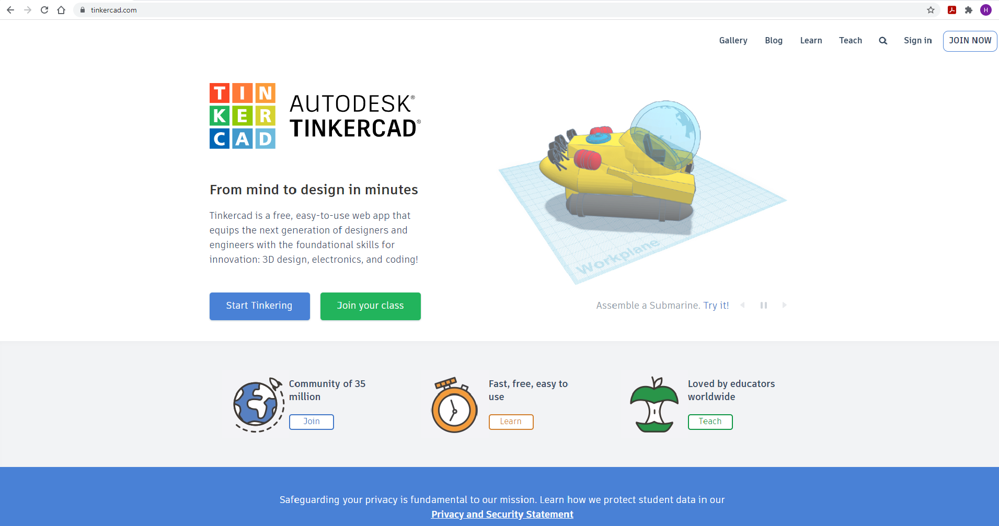 tinkercad.com
H
Gallery Blog Learn Teach Sign in JOIN NOW
TIN
KER
CAD
AUTODESK®
TINKERCAD®
From mind to design in minutes
Tinkercad is a free, easy-to-use web app that
equips the next generation of designers and
engineers with the foundational skills for
innovation: 3D design, electronics, and coding!
Start Tinkering Join your class
Workplane
Assemble a Submarine. Try it!
Community of 35
million
Join
Fast, free, easy to
use
Learn
Loved by educators
worldwide
Teach
Safeguarding your privacy is fundamental to our mission. Learn how we protect student data in our
Privacy and Security Statement